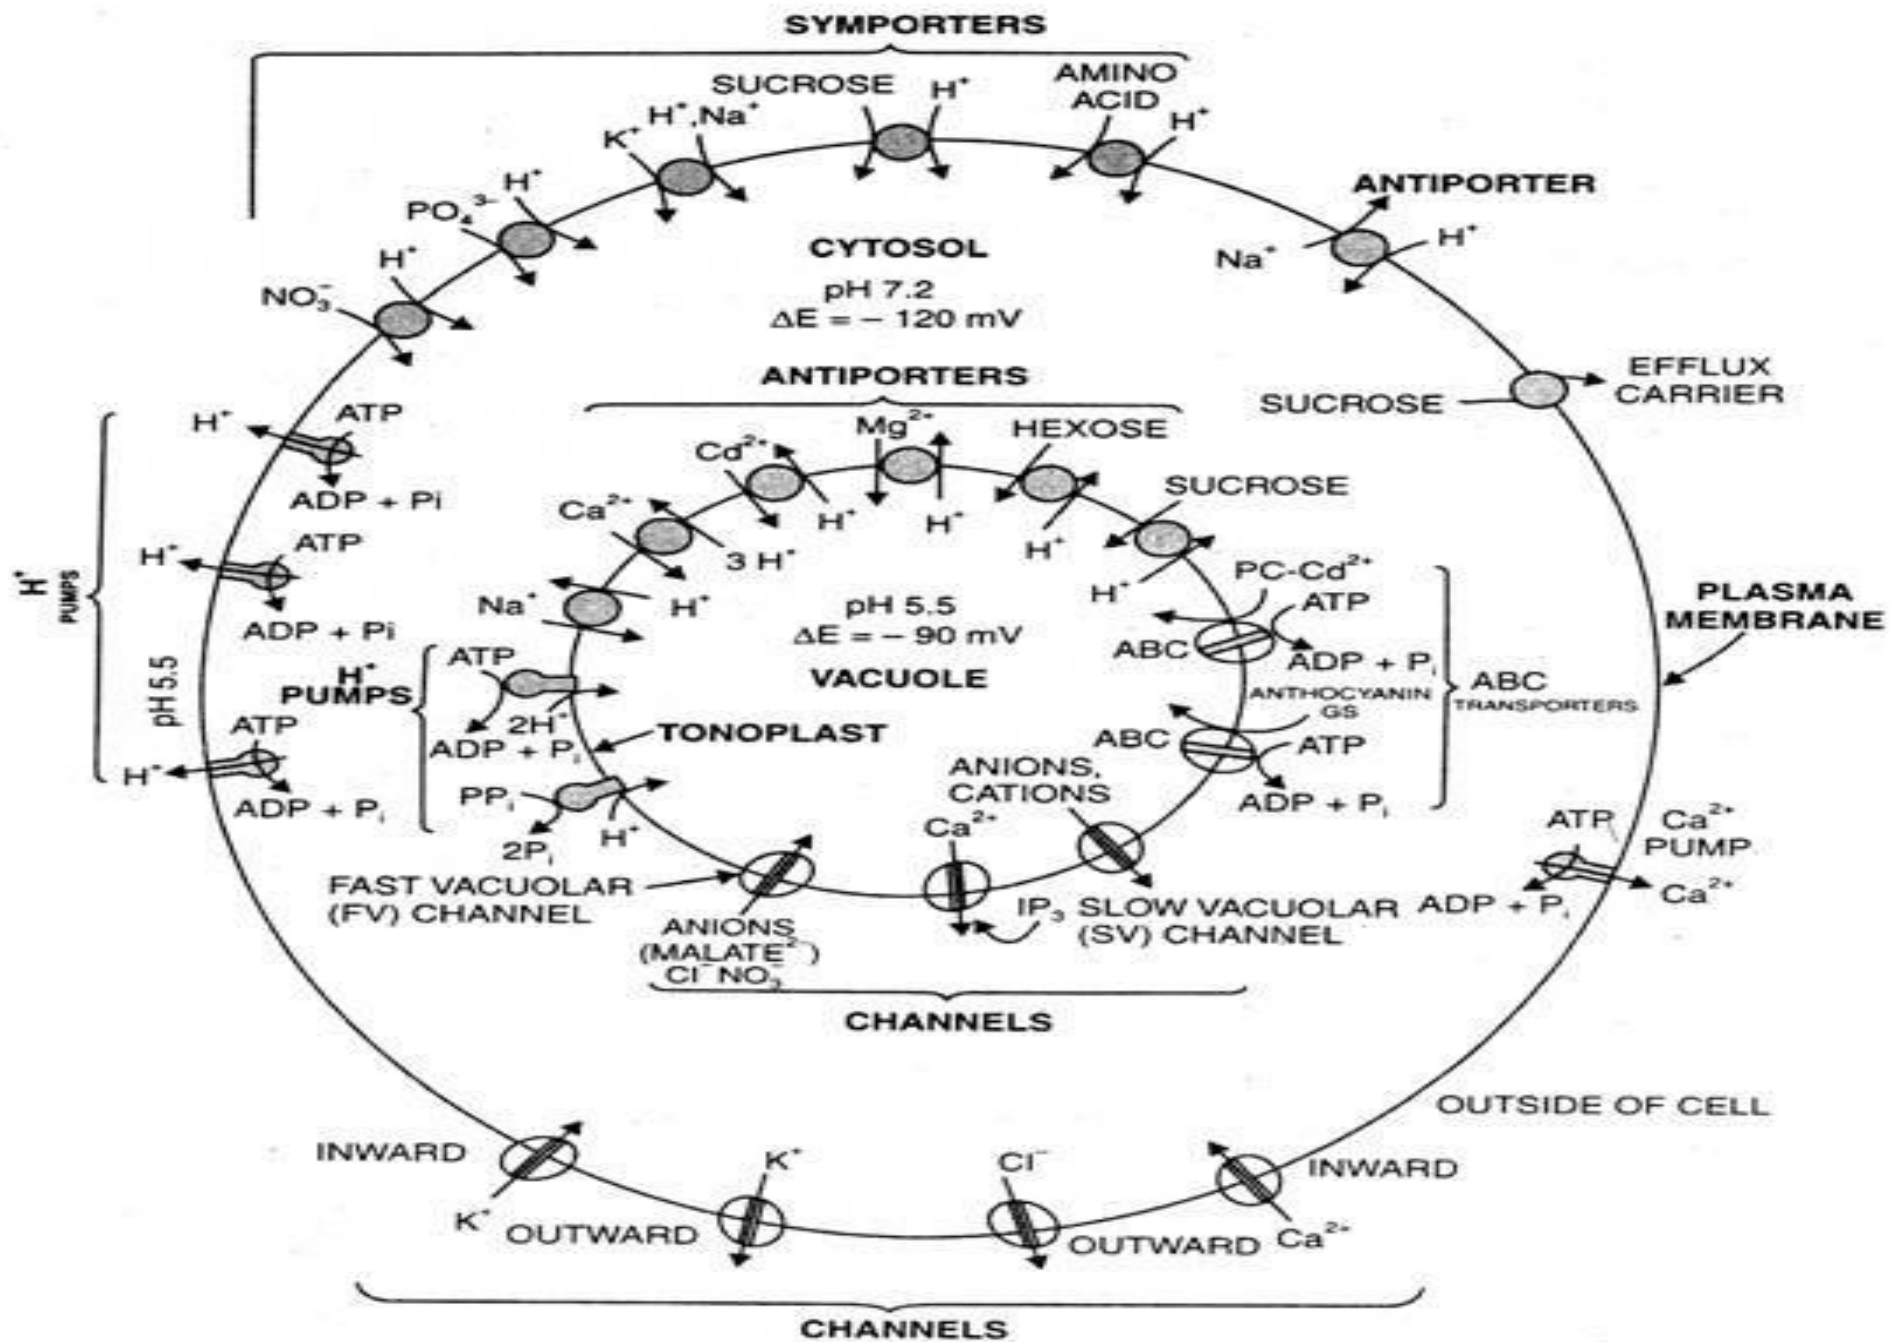 SYMPORTERS
SUCROSE
H⁺
AMINO
ACID
H⁺
H⁺,Na⁺
K⁺
H⁺
PO₄³⁻
H⁺
NO₃⁻
ANTIPORTER
Na⁺
H⁺
CYTOSOL
pH 7.2
ΔE = – 120 mV
EFFLUX
CARRIER
SUCROSE
ANTIPORTERS
Mg²⁺
HEXOSE
Cd²⁺
SUCROSE
Ca²⁺
H⁺
H⁺
H⁺
3 H⁺
H⁺
Na⁺
H⁺
pH 5.5
ΔE = – 90 mV
VACUOLE
H⁺
ATP
ADP + Pi
H⁺
ATP
ADP + Pi
H⁺
PUMPS
pH 5.5
ATP
H⁺
ADP + Pᵢ
H⁺
PUMPS
ATP
2H⁺
ADP + Pᵢ
TONOPLAST
PPᵢ
H⁺
2Pᵢ
PC-Cd²⁺
ATP
ABC
ADP + Pᵢ
ANTHOCYANIN
GS
ABC
ATP
ADP + Pᵢ
ABC
TRANSPORTERS
PLASMA
MEMBRANE
ANIONS,
CATIONS
Ca²⁺
FAST VACUOLAR
(FV) CHANNEL
ANIONS
(MALATE²⁻)
Cl⁻NO₃⁻
IP₃
SLOW VACUOLAR
(SV) CHANNEL
ATP
Ca²⁺
PUMP
Ca²⁺
ADP + Pᵢ
CHANNELS
OUTSIDE OF CELL
INWARD
K⁺
K⁺
OUTWARD
Cl⁻
OUTWARD
INWARD
Ca²⁺
CHANNELS